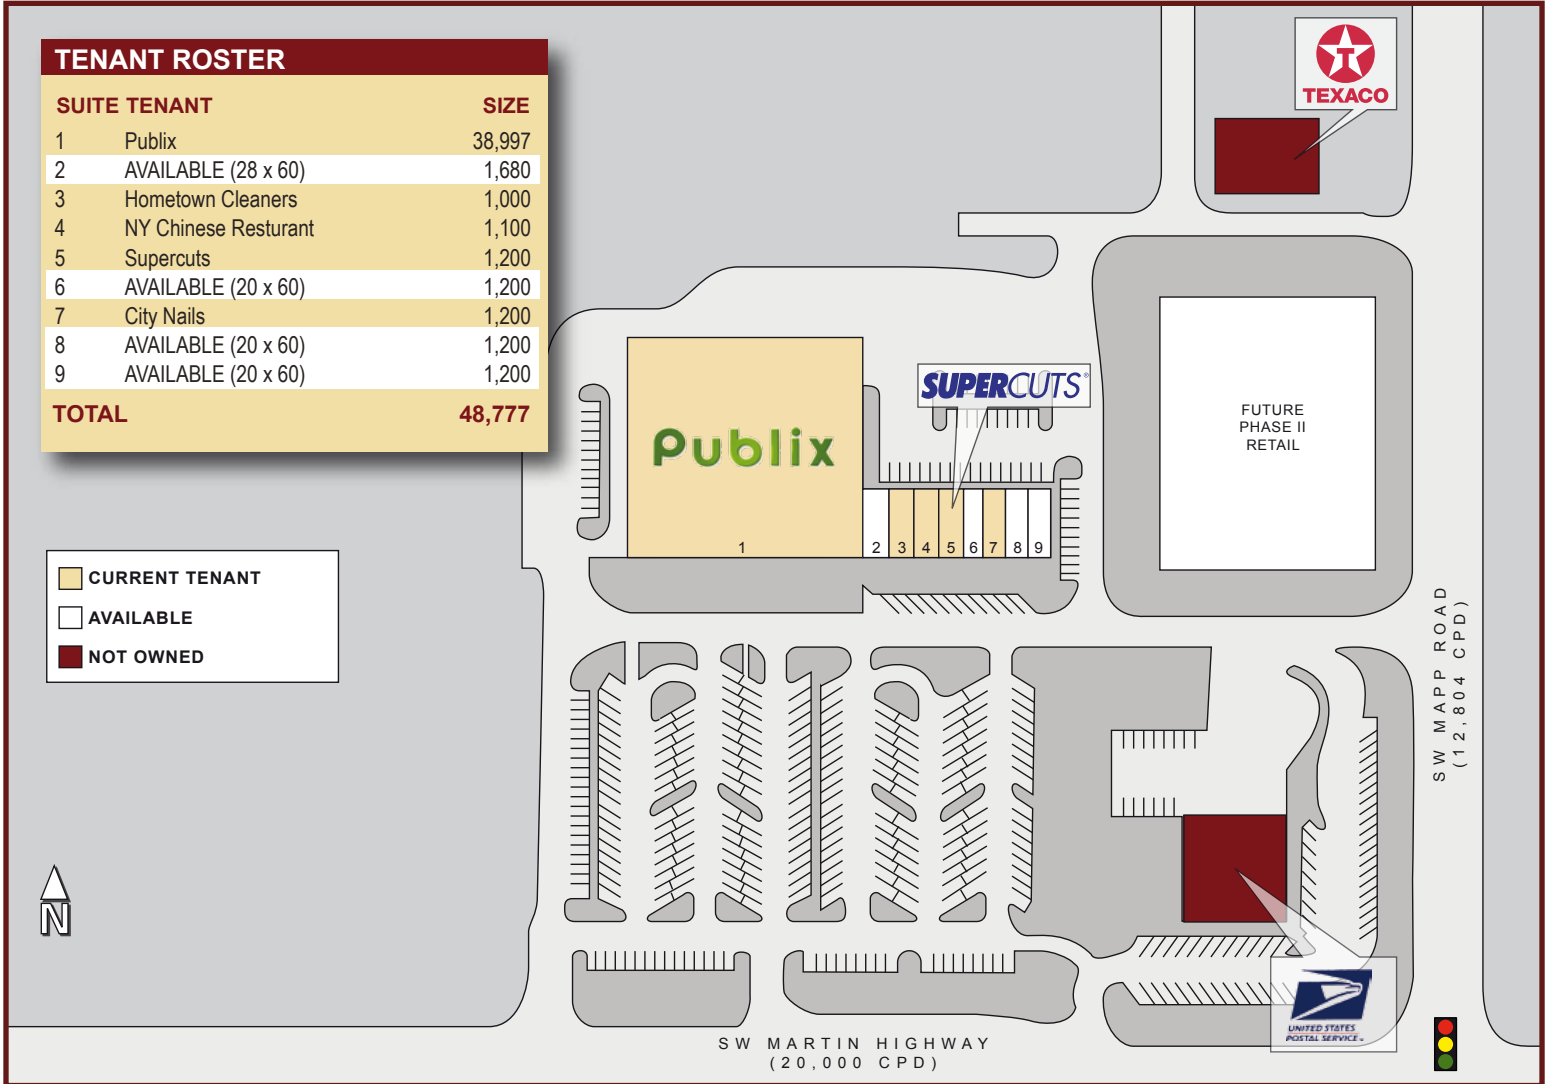 TENANT ROSTER
SUITE TENANT SIZE
1 Publix 38,997
2 AVAILABLE (28 x 60) 1,680
3 Hometown Cleaners 1,000
4 NY Chinese Resturant 1,100
5 Supercuts 1,200
6 AVAILABLE (20 x 60) 1,200
7 City Nails 1,200
8 AVAILABLE (20 x 60) 1,200
9 AVAILABLE (20 x 60) 1,200
TOTAL 48,777
CURRENT TENANT
AVAILABLE
NOT OWNED
N
TEXACO
SUPERCUTS®
Publix
1 2 3 4 5 6 7 8 9
FUTURE
PHASE II
RETAIL
SW MAPP ROAD
(12,804 CPD)
UNITED STATES
POSTAL SERVICE
SW MARTIN HIGHWAY
(20,000 CPD)